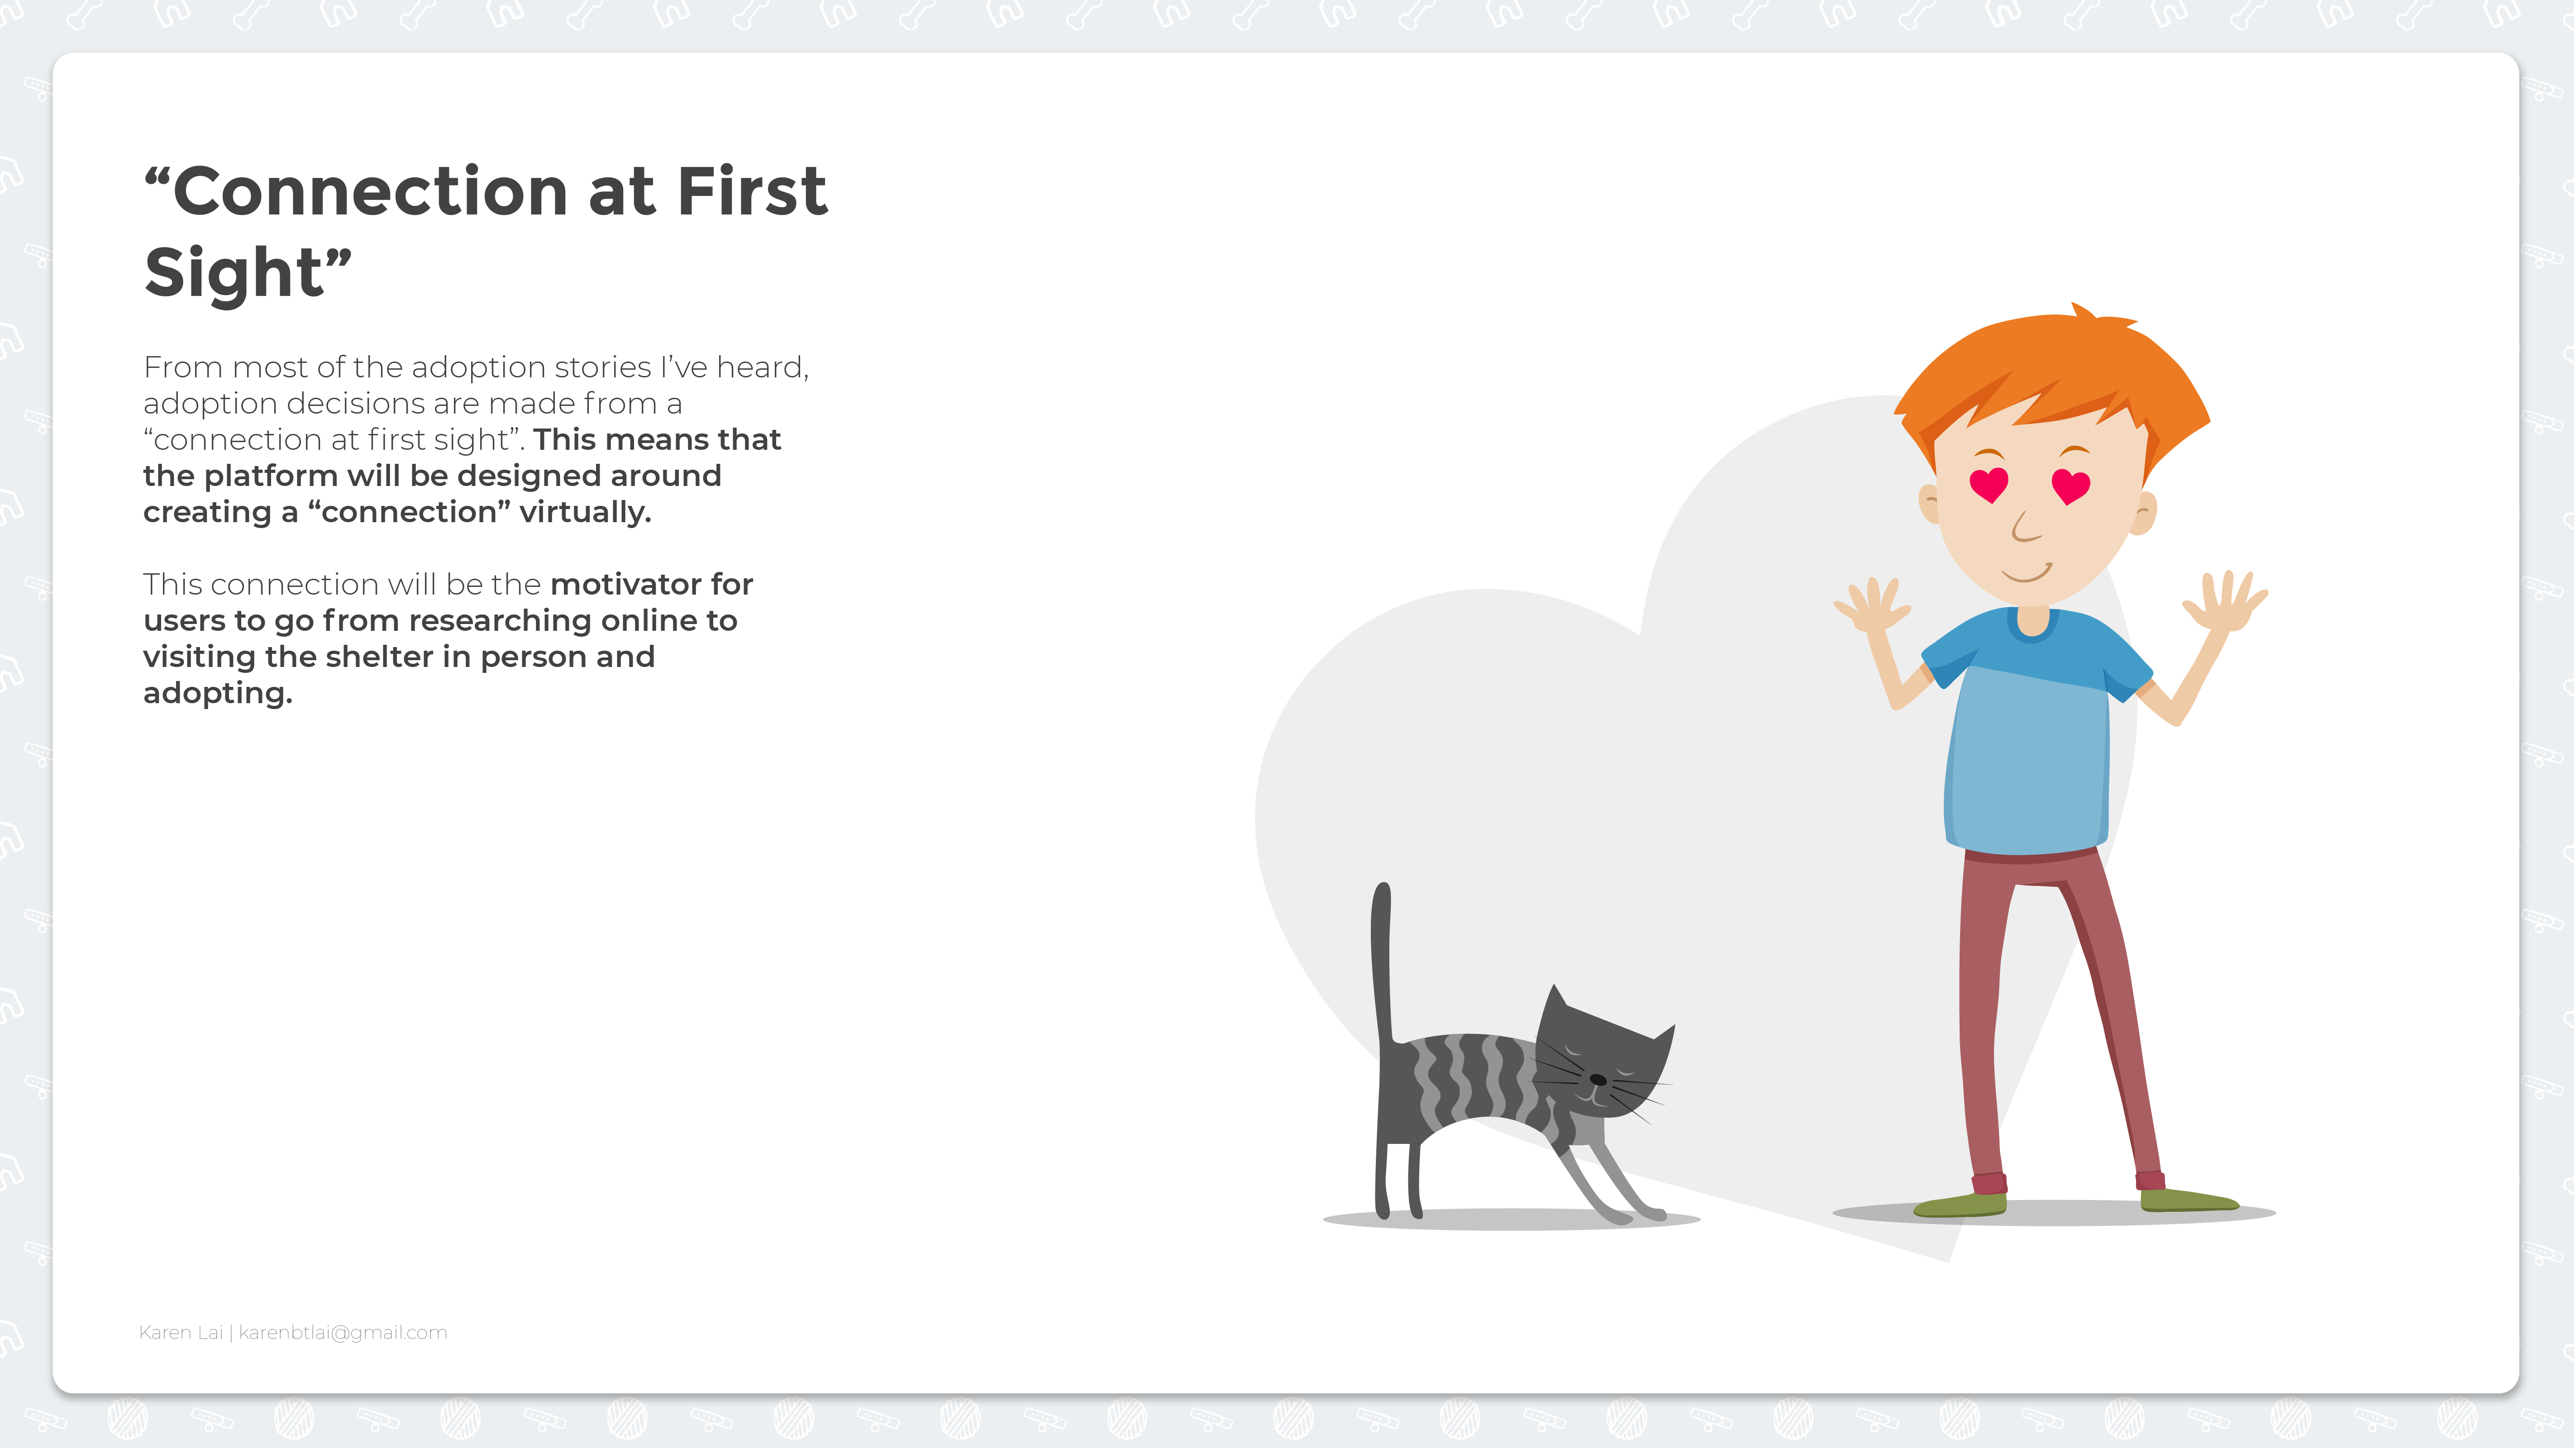 “Connection at First
Sight”
From most of the adoption stories I’ve heard,
adoption decisions are made from a
“connection at first sight”. This means that
the platform will be designed around
creating a “connection” virtually.
This connection will be the motivator for
users to go from researching online to
visiting the shelter in person and
adopting.
Karen Lai | karenbtlai@gmail.com